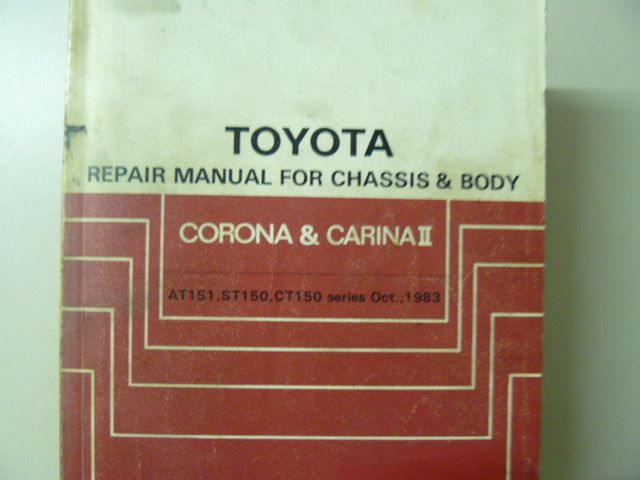 TOYOTA
REPAIR MANUAL FOR CHASSIS & BODY
CORONA & CARINA II
AT151,ST150,CT150 series Oct.,1983